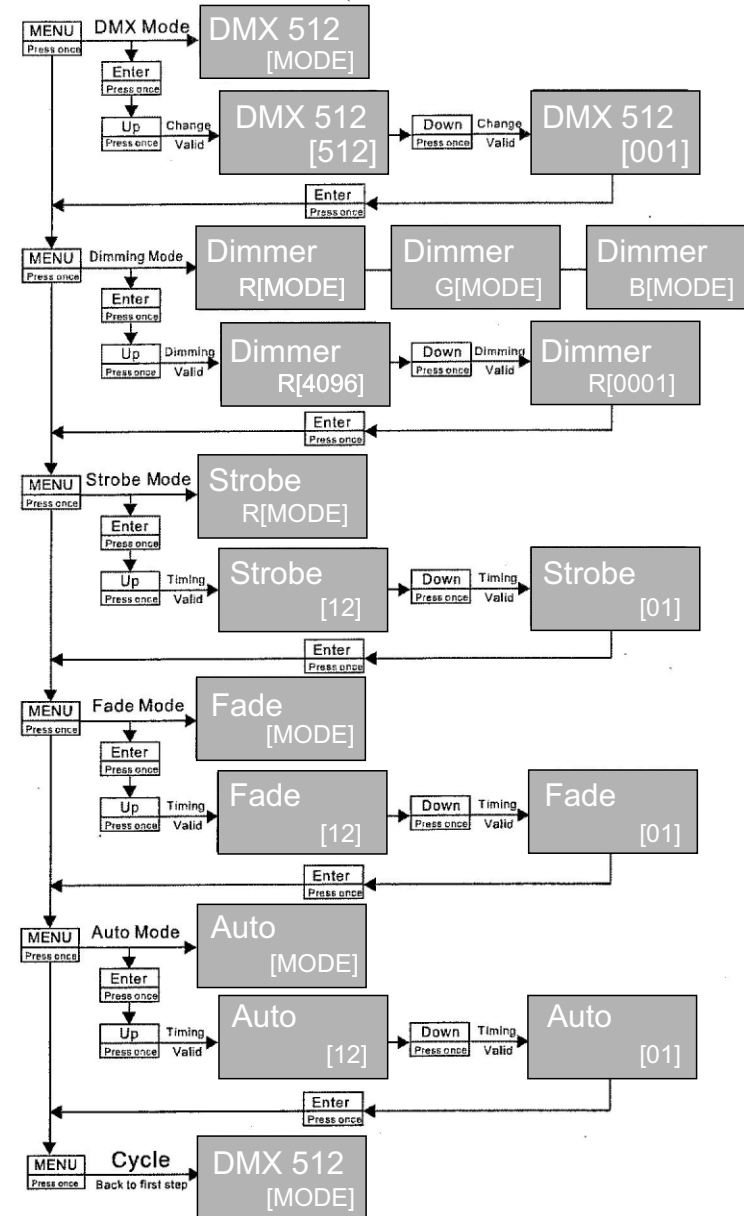 MENU
Press once
DMX Mode
DMX 512
[MODE]
Enter
Press once
Up
Press once
Change
Valid
DMX 512
[512]
Down
Press once
Change
Valid
DMX 512
[001]
Enter
Press once
MENU
Press once
Dimming Mode
Dimmer
R[MODE]
Dimmer
G[MODE]
Dimmer
B[MODE]
Enter
Press once
Up
Press once
Dimming
Valid
Dimmer
R[4096]
Down
Press once
Dimming
Valid
Dimmer
R[0001]
Enter
Press once
MENU
Press once
Strobe Mode
Strobe
R[MODE]
Enter
Press once
Up
Press once
Timing
Valid
Strobe
[12]
Down
Press once
Timing
Valid
Strobe
[01]
Enter
Press once
MENU
Press once
Fade Mode
Fade
[MODE]
Enter
Press once
Up
Press once
Timing
Valid
Fade
[12]
Down
Press once
Timing
Valid
Fade
[01]
Enter
Press once
MENU
Press once
Auto Mode
Auto
[MODE]
Enter
Press once
Up
Press once
Timing
Valid
Auto
[12]
Down
Press once
Timing
Valid
Auto
[01]
Enter
Press once
MENU
Press once
Cycle
Back to first step
DMX 512
[MODE]